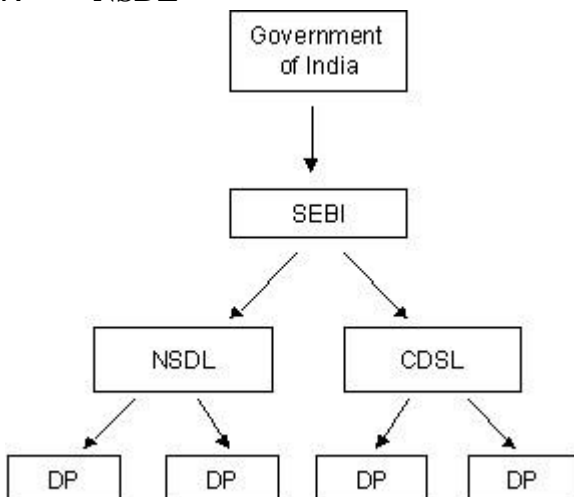 Government
of India
SEBI
NSDL
CDSL
DP
DP
DP
DP